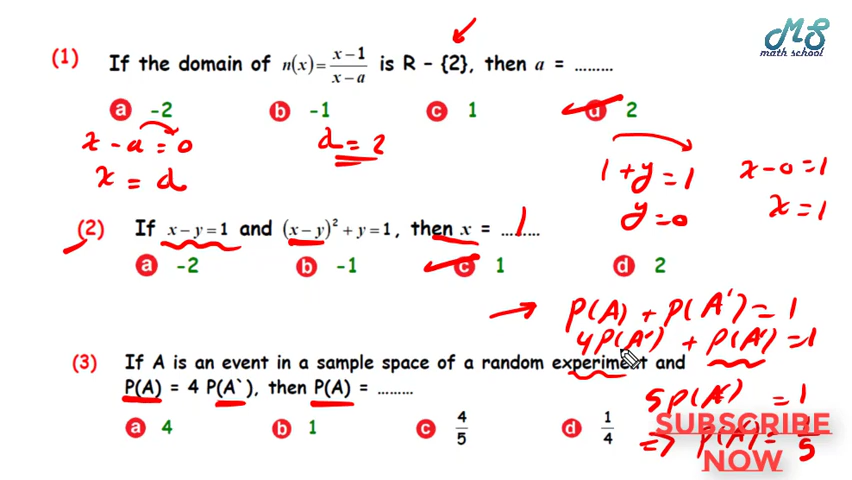 MS
math school
(1) If the domain of n(x) = \frac{x-1}{x-a} is R - {2}, then a = .........
a -2 b -1 c 1 d 2
x - a = 0
a = 2
x = a
1 + y = 1
y = 0
x - 0 = 1
x = 1
(2) If x - y = 1 and (x - y)² + y = 1, then x = ......... 1
a -2 b -1 c 1 d 2
P(A) + P(A') = 1
4P(A') + P(A') = 1
(3) If A is an event in a sample space of a random experiment and
P(A) = 4 P(A`), then P(A) = .........
5P(A') = 1
a 4 b 1 c 4/5 d 1/4
⇒ P(A') = 1/5
SUBSCRIBE
NOW